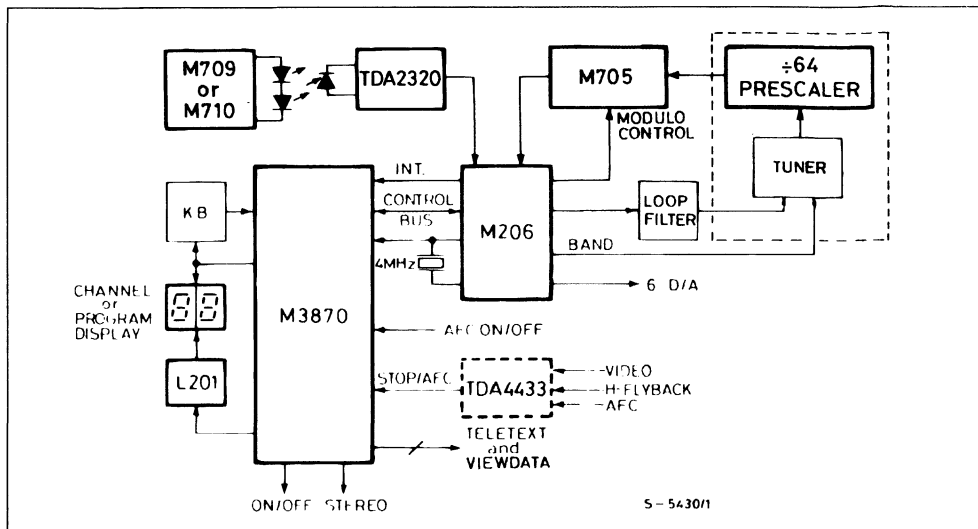 M709
or
M710
TDA2320
M705
÷64
PRESCALER
MODULO
CONTROL
TUNER
INT.
CONTROL
BUS
KB
M206
LOOP
FILTER
BAND
4MHz
6 D/A
CHANNEL
or
PROGRAM
DISPLAY
88
M3870
AFC ON/OFF
L201
STOP/AFC
TDA4433
VIDEO
H-FLYBACK
AFC
TELETEXT
and
VIEWDATA
ON/OFF STEREO
S-5430/1